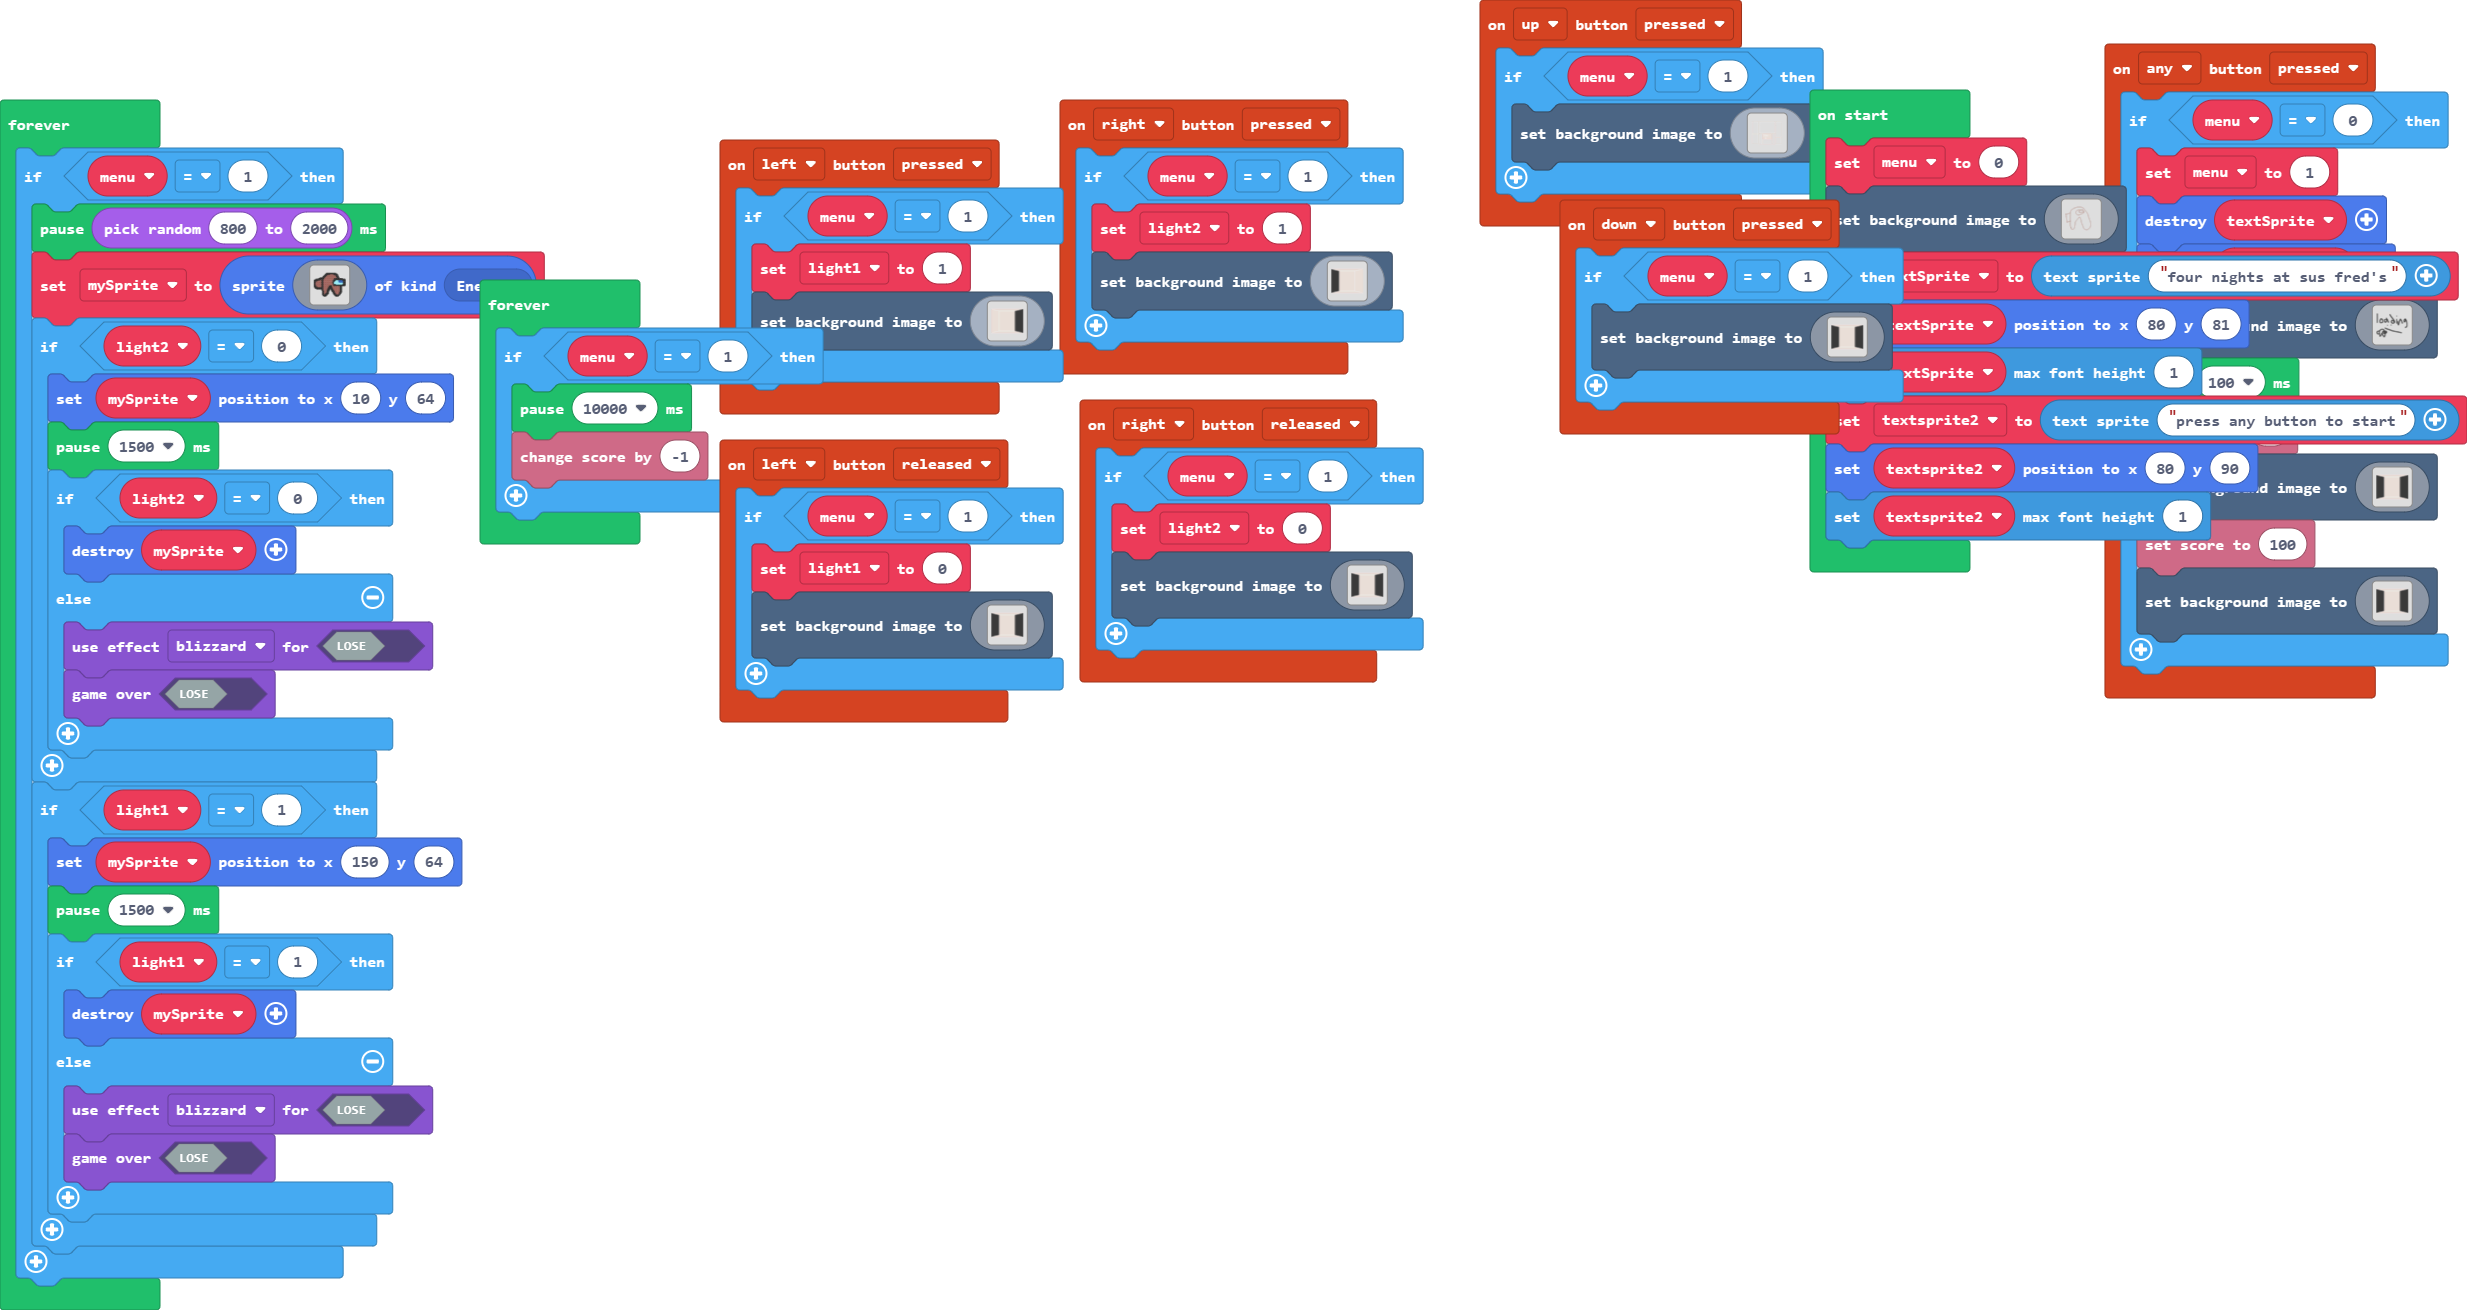 forever
if menu = 1 then
pause pick random 800 to 2000 ms
set mySprite to sprite of kind Ene
if light2 = 0 then
set mySprite position to x 10 y 64
pause 1500 ms
if light2 = 0 then
destroy mySprite
else
use effect blizzard for LOSE
game over LOSE
if light1 = 1 then
set mySprite position to x 150 y 64
pause 1500 ms
if light1 = 1 then
destroy mySprite
else
use effect blizzard for LOSE
game over LOSE
forever
if menu = 1 then
pause 10000 ms
change score by -1
on left button pressed
if menu = 1 then
set light1 to 1
set background image to
on left button released
if menu = 1 then
set light1 to 0
set background image to
on right button pressed
if menu = 1 then
set light2 to 1
set background image to
on right button released
if menu = 1 then
set light2 to 0
set background image to
on up button pressed
if menu = 1 then
set background image to
on down button pressed
if menu = 1 then
set background image to
on start
set menu to 0
set background image to
xtSprite to text sprite "four nights at sus fred's"
extSprite position to x 80 y 81
xtSprite max font height 1
set textsprite2 to text sprite "press any button to start"
set textsprite2 position to x 80 y 90
set textsprite2 max font height 1
on any button pressed
if menu = 0 then
set menu to 1
destroy textSprite
nd image to loading
100 ms
ground image to
set score to 100
set background image to